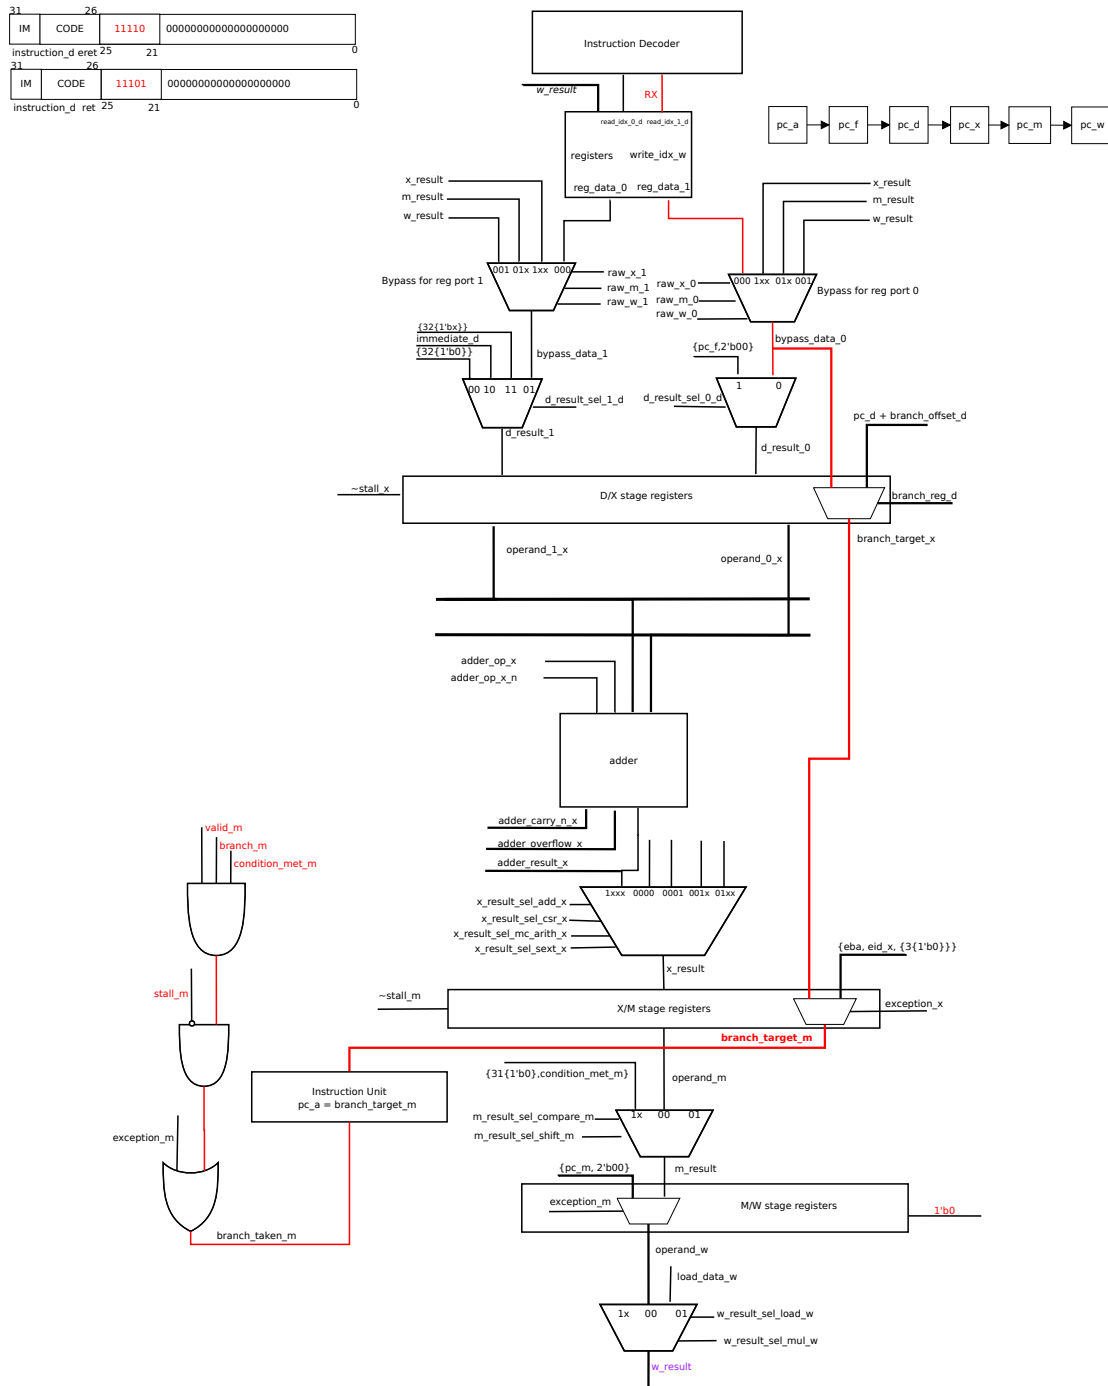 31 26
IM CODE 11110 00000000000000000000
instruction_d eret 25 21 0
31 26
IM CODE 11101 00000000000000000000
instruction_d ret 25 21 0
Instruction Decoder
w_result
RX
read_idx_0_d read_idx_1_d
registers write_idx_w
reg_data_0 reg_data_1
pc_a pc_f pc_d pc_x pc_m pc_w
x_result
m_result
w_result
x_result
m_result
w_result
001 01x 1xx 000
Bypass for reg port 1
raw_x_1
raw_m_1
raw_w_1
raw_x_0
raw_m_0
raw_w_0
000 1xx 01x 001
Bypass for reg port 0
{32{1'bx}}
immediate_d
{32{1'b0}}
bypass_data_1
{pc_f,2'b00}
bypass_data_0
00 10 11 01
d_result_sel_1_d
d_result_sel_0_d
1 0
d_result_1
d_result_0
pc_d + branch_offset_d
~stall_x
D/X stage registers
branch_reg_d
branch_target_x
operand_1_x
operand_0_x
adder_op_x
adder_op_x_n
adder
adder_carry_n_x
adder_overflow_x
adder_result_x
valid_m
branch_m
condition_met_m
1xxx 0000 0001 001x 01xx
x_result_sel_add_x
x_result_sel_csr_x
x_result_sel_mc_arith_x
x_result_sel_sext_x
x_result
{eba, eid_x, {3{1'b0}}}
stall_m
~stall_m
X/M stage registers
exception_x
branch_target_m
Instruction Unit
pc_a = branch_target_m
{31{1'b0},condition_met_m}
operand_m
m_result_sel_compare_m
m_result_sel_shift_m
1x 00 01
exception_m
m_result
{pc_m, 2'b00}
exception_m
M/W stage registers
1'b0
branch_taken_m
operand_w
load_data_w
1x 00 01
w_result_sel_load_w
w_result_sel_mul_w
w_result